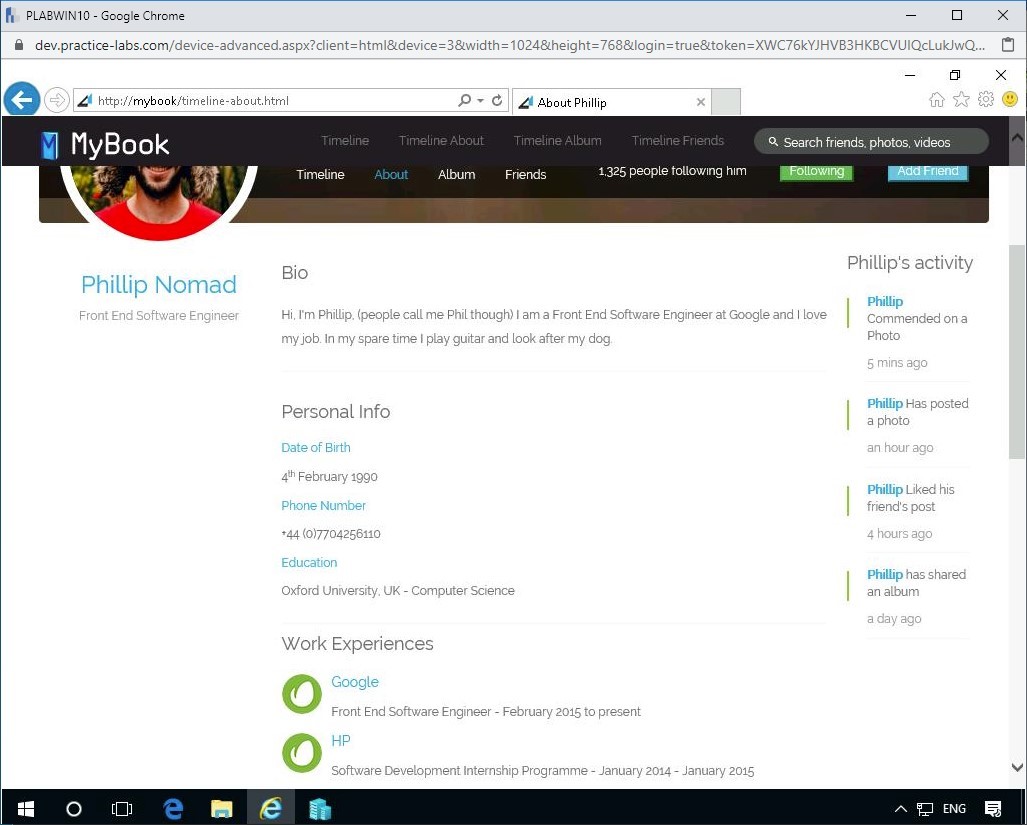 PLABWIN10 - Google Chrome
dev.practice-labs.com/device-advanced.aspx?client=html&device=3&width=1024&height=768&login=true&token=XWC76kYJHVB3HKBCVUIQcLukJwQ...
http://mybook/timeline-about.html
About Phillip
MyBook
Timeline
Timeline About
Timeline Album
Timeline Friends
Search friends, photos, videos
Timeline
About
Album
Friends
1,325 people following him
Following
Add Friend
Phillip Nomad
Front End Software Engineer
Bio
Hi, I'm Phillip, (people call me Phil though) I am a Front End Software Engineer at Google and I love
my job. In my spare time I play guitar and look after my dog.
Personal Info
Date of Birth
4th February 1990
Phone Number
+44 (0)7704256110
Education
Oxford University, UK - Computer Science
Work Experiences
Google
Front End Software Engineer - February 2015 to present
HP
Software Development Internship Programme - January 2014 - January 2015
Phillip's activity
Phillip
Commended on a
Photo
5 mins ago
Phillip Has posted
a photo
an hour ago
Phillip Liked his
friend's post
4 hours ago
Phillip has shared
an album
a day ago
ENG